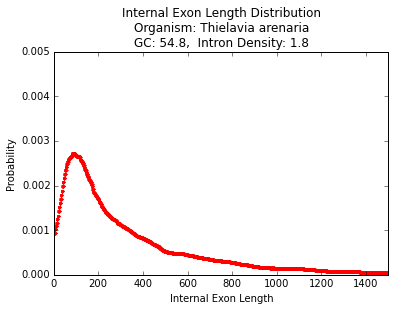 Internal Exon Length Distribution
Organism: Thielavia arenaria
GC: 54.8,  Intron Density: 1.8
0.005
0.004
0.003
0.002
0.001
0.000
Probability
0 200 400 600 800 1000 1200 1400
Internal Exon Length